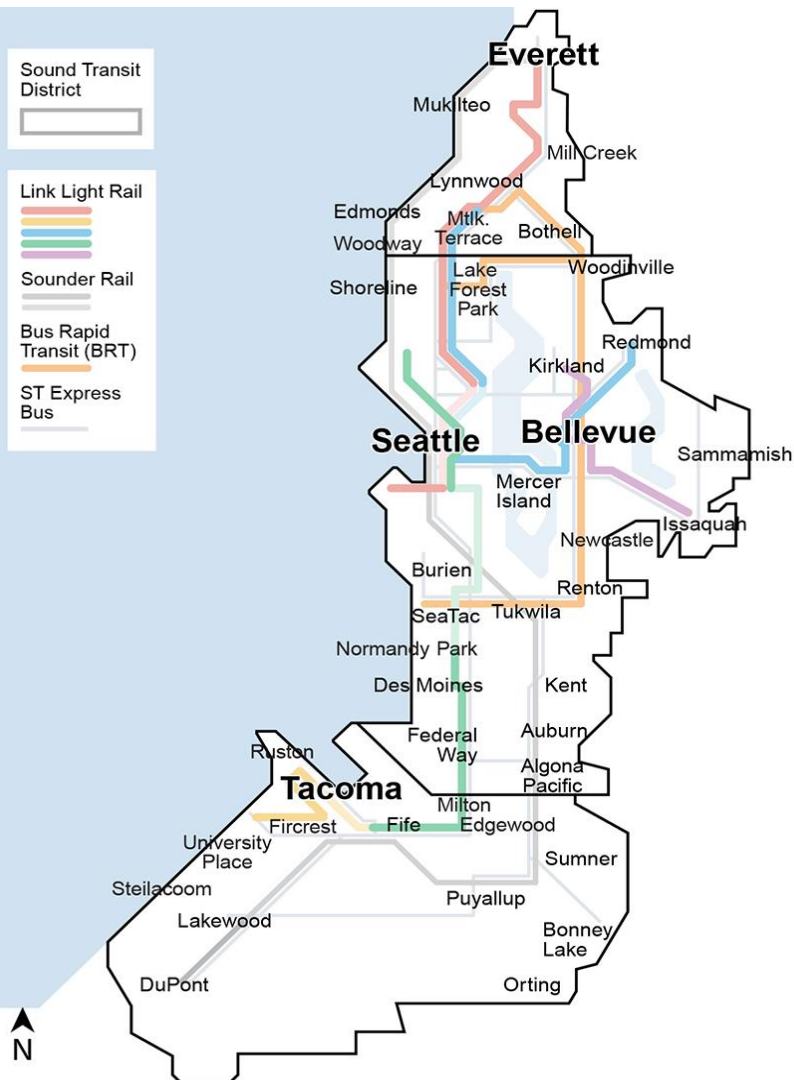 Sound Transit
District
Link Light Rail
Sounder Rail
Bus Rapid
Transit (BRT)
ST Express
Bus
Everett
Mukilteo
Mill Creek
Lynnwood
Edmonds
Mtlk.
Terrace
Bothell
Woodway
Lake
Forest
Park
Woodinville
Shoreline
Redmond
Kirkland
Seattle
Bellevue
Sammamish
Mercer
Island
Issaquah
Newcastle
Burien
Renton
SeaTac
Tukwila
Normandy Park
Des Moines
Kent
Federal
Way
Auburn
Algona
Pacific
Ruston
Tacoma
Milton
Fircrest
Fife
Edgewood
University
Place
Sumner
Steilacoom
Puyallup
Lakewood
Bonney
Lake
DuPont
Orting
N